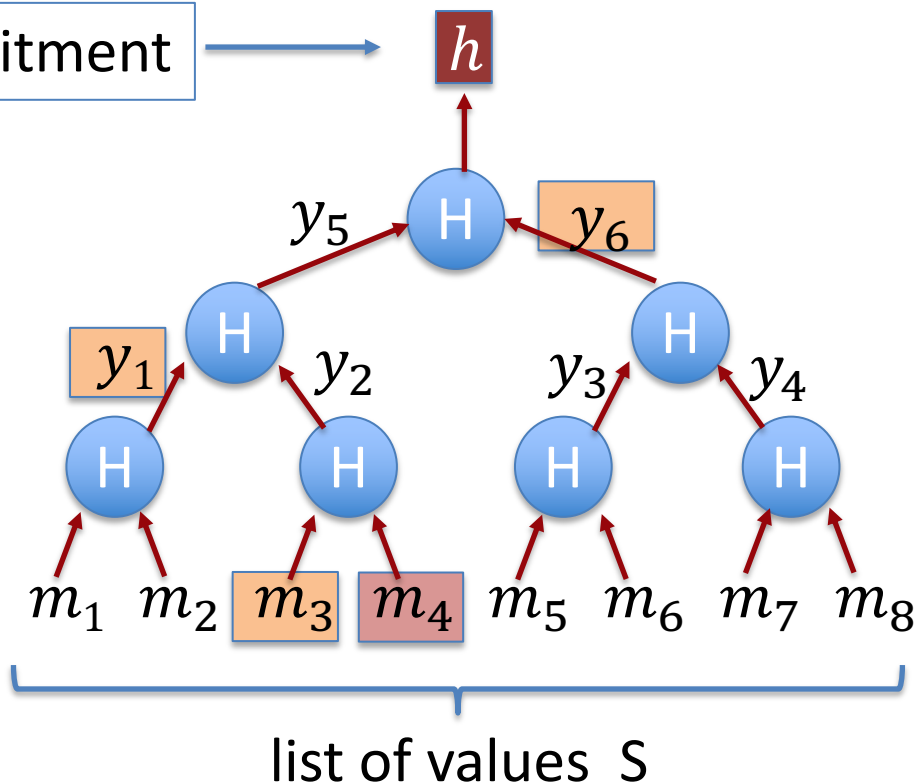 itment
h
H
y₅
y₆
H
H
y₁
y₂
y₃
y₄
H
H
H
H
m₁ m₂ m₃ m₄ m₅ m₆ m₇ m₈
list of values S